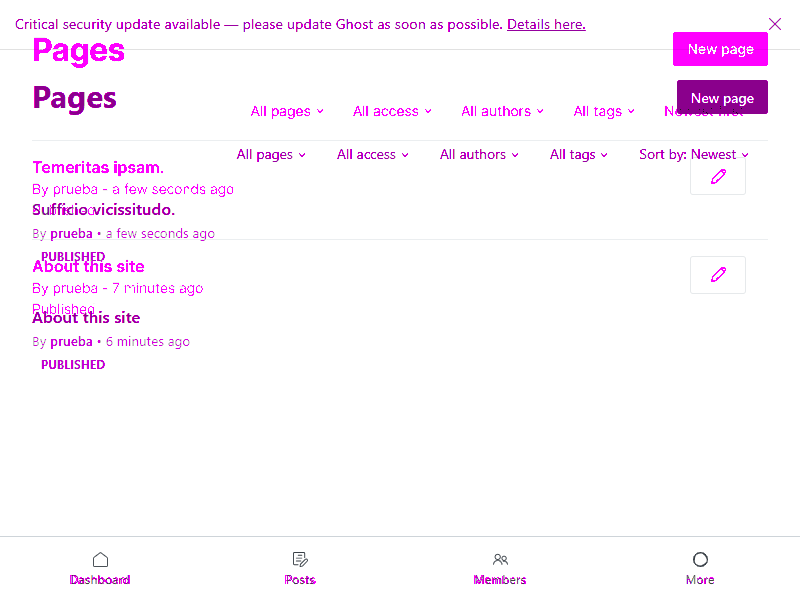 Critical security update available — please update Ghost as soon as possible. Details here.
Pages
New page
Pages
New page
All pages
All access
All authors
All tags
Newest first
All pages
All access
All authors
All tags
Sort by: Newest
Temeritas ipsam.
By prueba - a few seconds ago
Published
Sufficio vicissitudo.
By prueba • a few seconds ago
PUBLISHED
About this site
By prueba - 7 minutes ago
Published
About this site
By prueba • 6 minutes ago
PUBLISHED
Dashboard
Posts
Members
More